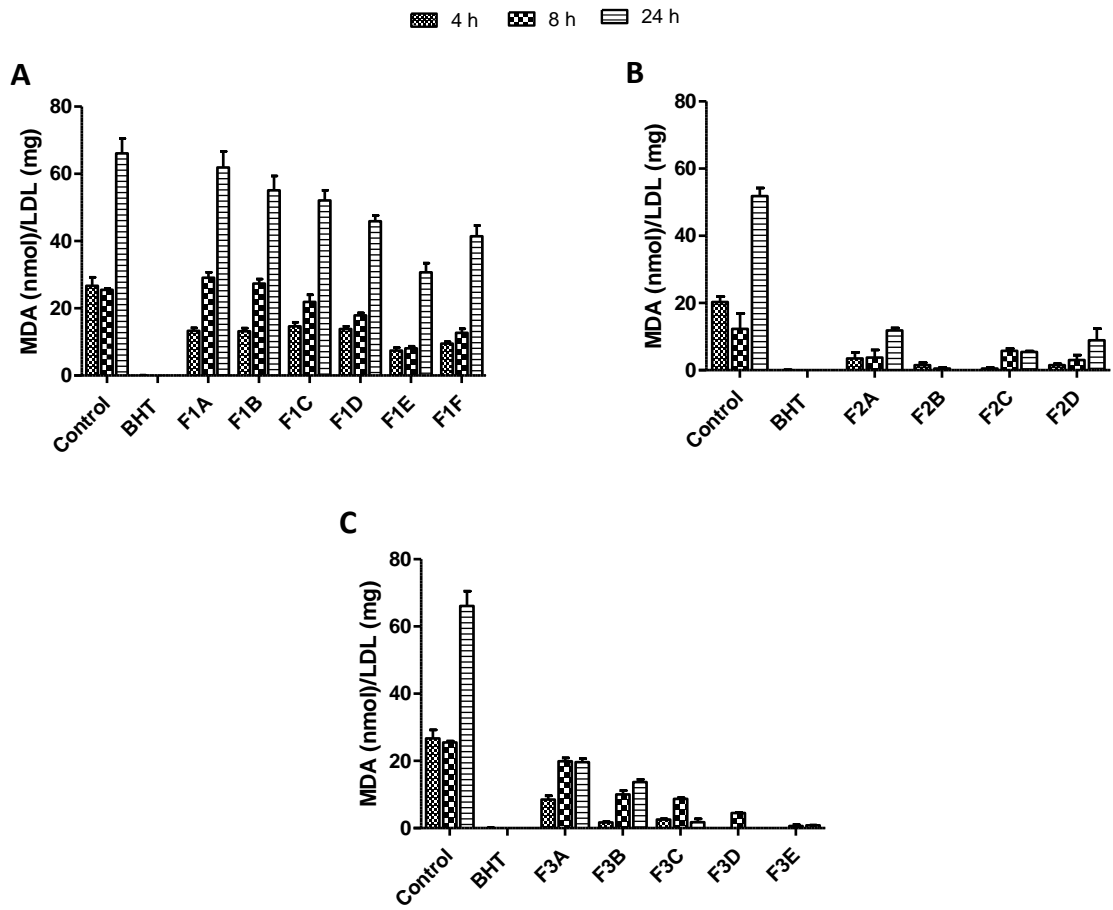 4 h 8 h 24 h
A
MDA (nmol)/LDL (mg)
80
60
40
20
0
Control BHT F1A F1B F1C F1D F1E F1F
B
MDA (nmol)/LDL (mg)
80
60
40
20
0
Control BHT F2A F2B F2C F2D
C
MDA (nmol)/LDL (mg)
80
60
40
20
0
Control BHT F3A F3B F3C F3D F3E